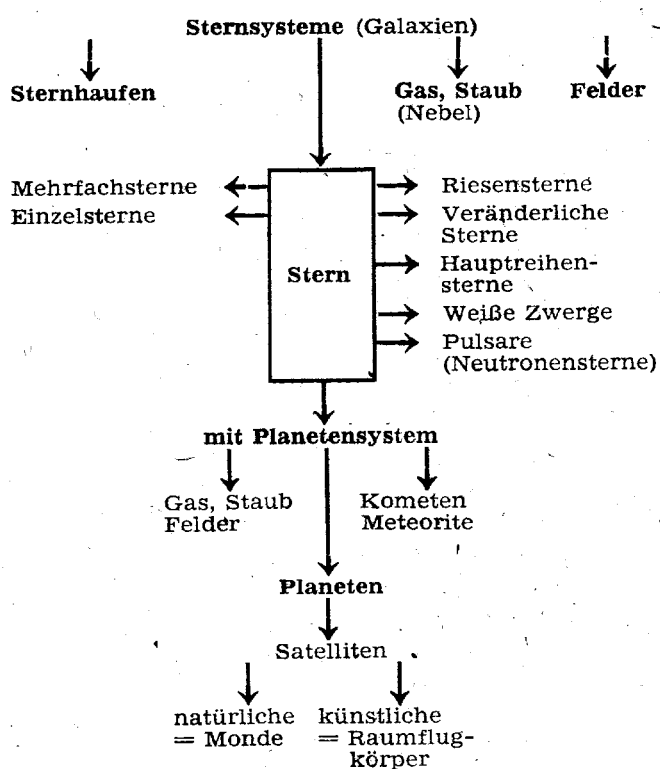 Sternsysteme (Galaxien)
Sternhaufen
Gas, Staub
(Nebel)
Felder
Mehrfachsterne
Einzelsterne
Stern
Riesensterne
Veränderliche
Sterne
Hauptreihen-
sterne
Weiße Zwerge
Pulsare
(Neutronensterne)
mit Planetensystem
Gas, Staub
Felder
Kometen
Meteorite
Planeten
Satelliten
natürliche
= Monde
künstliche
= Raumflug-
körper